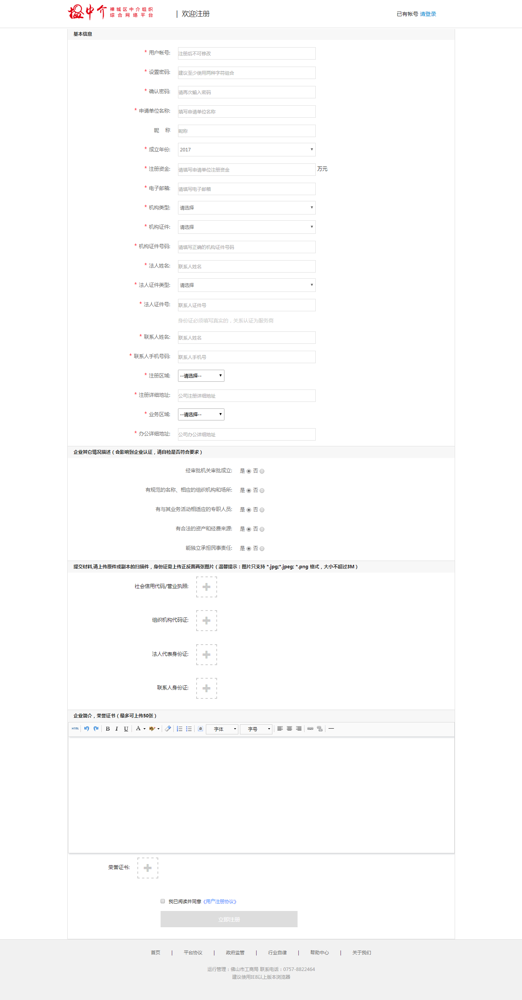 揾中介 禅城区中介组织
综合网络平台
| 欢迎注册
已有帐号 请登录
基本信息
* 用户帐号: 注册后不可修改
* 设置密码: 建议至少使用两种字符组合
* 确认密码: 请再次输入密码
* 申请单位名称: 填写申请单位名称
昵 称 昵称
* 成立年份: 2017
* 注册资金: 请填写申请单位注册资金 万元
* 电子邮箱: 请填写电子邮箱
* 机构类型: 请选择
* 机构证件: 请选择
* 机构证件号码: 请填写正确的机构证件号码
* 法人姓名: 联系人姓名
* 法人证件类型: 请选择
* 法人证件号: 联系人证件号
身份证必须填写真实的，关系认证为服务商
* 联系人姓名: 联系人姓名
* 联系人手机号码: 联系人手机号
* 注册区域: --请选择--
* 注册详细地址: 公司注册详细地址
* 业务区域: --请选择--
* 办公详细地址: 公司办公详细地址
企业其它情况描述（会影响到企业认证，请自检是否符合要求）
经审批机关审批成立: 是 否
有规范的名称、相应的组织机构和场所: 是 否
有与其业务活动相适应的专职人员: 是 否
有合法的资产和经费来源: 是 否
能独立承担民事责任: 是 否
提交材料,请上传原件或副本的扫描件，身份证需上传正反面两张图片（温馨提示：图片只支持 *.jpg;*.jpeg; *.png 格式，大小不超过3M）
社会信用代码/营业执照:
组织机构代码证:
法人代表身份证:
联系人身份证:
企业简介，荣誉证书（最多可上传50张）
HTML B I U A ab a 字体 字号
荣誉证书:
我已阅读并同意《用户注册协议》
立即注册
首页 | 平台协议 | 政府监管 | 行业自律 | 帮助中心 | 关于我们
运行管理：佛山市工商局 联系电话：0757-8822464
建议使用IE8以上版本浏览器